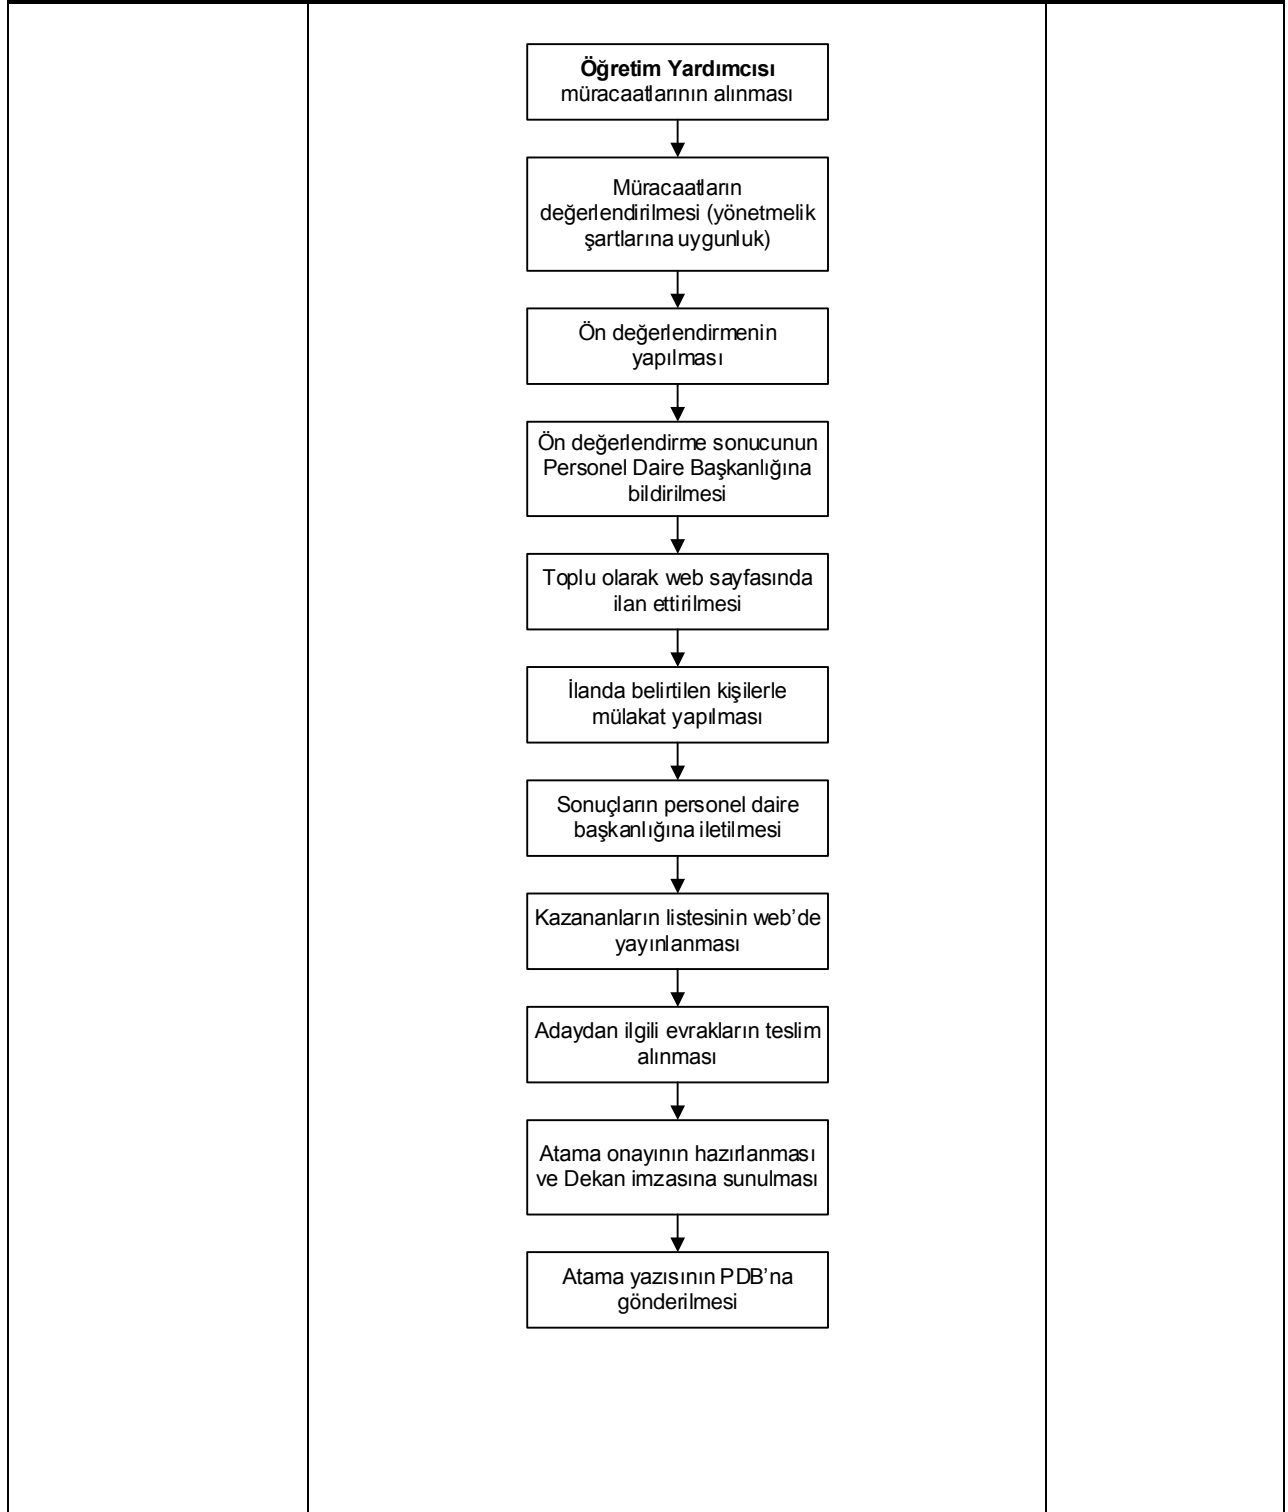 Öğretim Yardımcısı
müracaatlarının alınması
Müracaatların
değerlendirilmesi (yönetmelik
şartlarına uygunluk)
Ön değerlendirmenin
yapılması
Ön değerlendirme sonucunun
Personel Daire Başkanlığına
bildirilmesi
Toplu olarak web sayfasında
ilan ettirilmesi
İlanda belirtilen kişilerle
mülakat yapılması
Sonuçların personel daire
başkanlığına iletilmesi
Kazananların listesinin web’de
yayınlanması
Adaydan ilgili evrakların teslim
alınması
Atama onayının hazırlanması
ve Dekan imzasına sunulması
Atama yazısının PDB’na
gönderilmesi